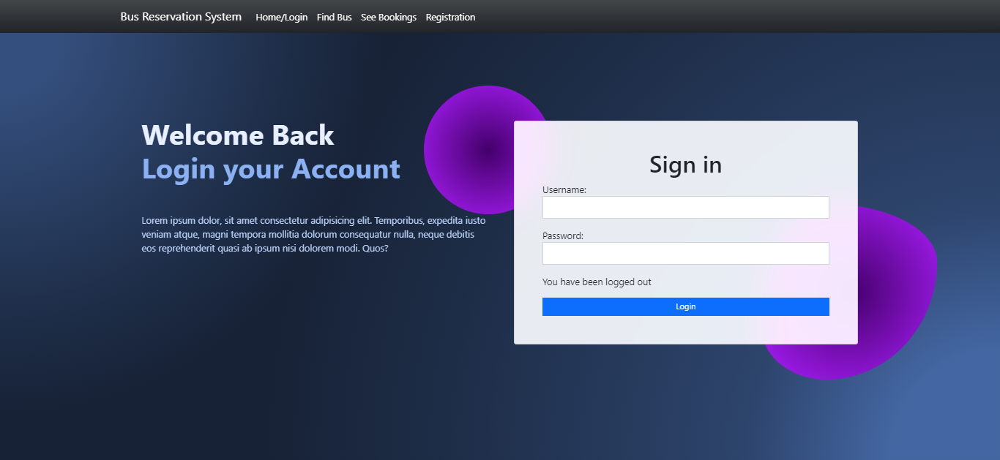 Bus Reservation System Home/Login Find Bus See Bookings Registration
Welcome Back
Login your Account
Lorem ipsum dolor, sit amet consectetur adipisicing elit. Temporibus, expedita iusto
veniam atque, magni tempora mollitia dolorum consequatur nulla, neque debitis
eos reprehenderit quasi ab ipsum nisi dolorem modi. Quos?
Sign in
Username:
Password:
You have been logged out
Login